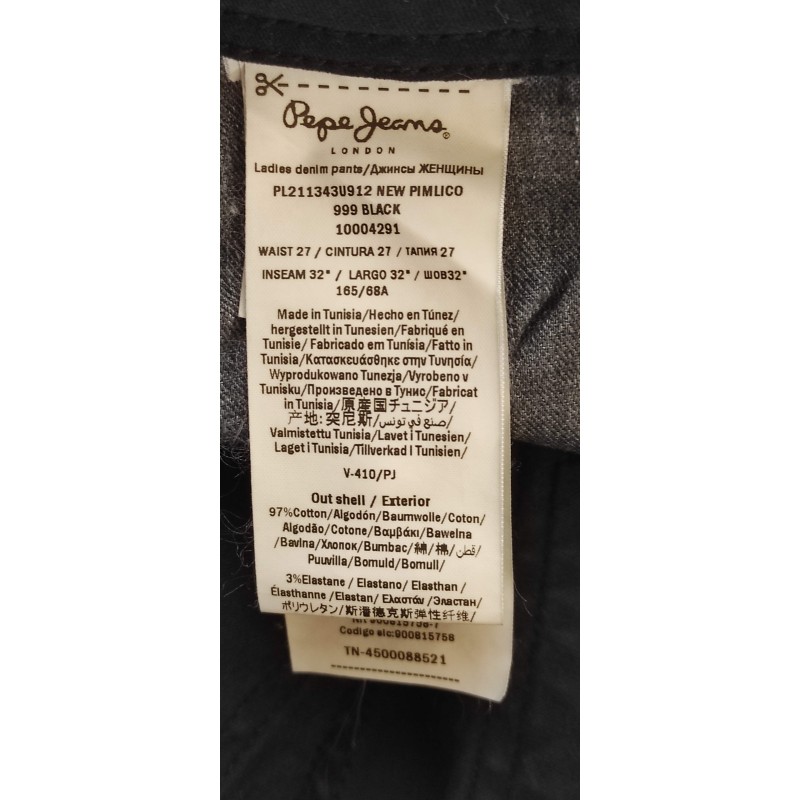 Pepe Jeans
LONDON
Ladies denim pants/Джинсы ЖЕНЩИНЫ
PL211343U912 NEW PIMLICO
999 BLACK
10004291
WAIST 27 / CINTURA 27 / ТАПИЯ 27
INSEAM 32" / LARGO 32" / ШОВ32"
165/68A
Made in Tunisia/Hecho en Túnez/
hergestellt in Tunesien/Fabriqué en
Tunisie/ Fabricado em Tunísia/Fatto in
Tunisia/Κατασκευάσθηκε στην Τυνησία/
Wyprodukowano Tunezja/Vyrobeno v
Tunisku/Произведено в Тунис/Fabricat
in Tunisia/原産国チュニジア/
产地: 突尼斯/صنع في تونس/
Valmistettu Tunisia/Lavet i Tunesien/
Laget i Tunisia/Tillverkad i Tunisien/
V-410/PJ
Out shell / Exterior
97%Cotton/Algodón/Baumwolle/Coton/
Algodão/Cotone/Βαμβάκι/Bawelna
/Bavlna/Хлопок/Bumbac/綿/棉/قطن/
Puuvilla/Bomuld/Bomull/
3%Elastane / Elastano/ Elasthan/
Élasthanne/Elastan/ Ελαστάν/Эластан/
ポリウレタン/斯潘德克斯弹性纤维/
900815758-7
Codigo sic:900815758
TN-4500088521